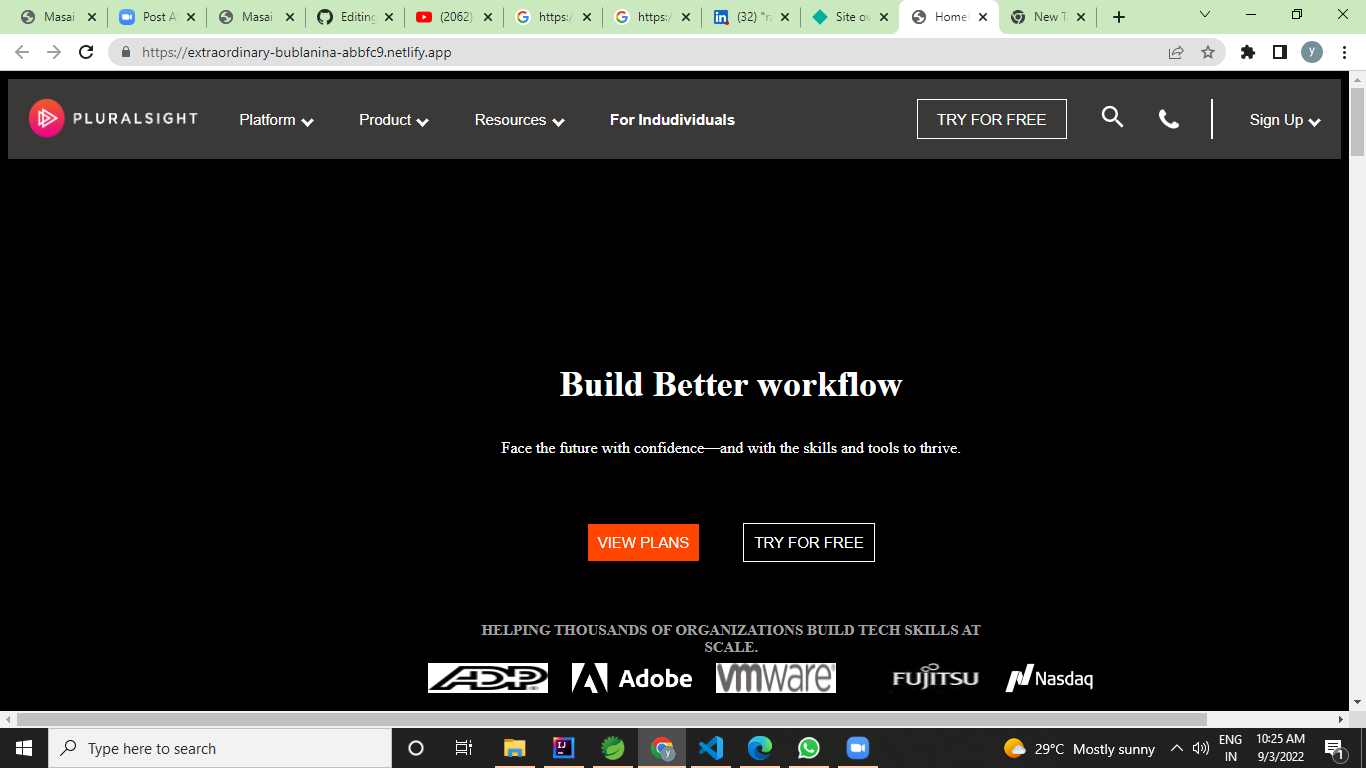 Masai
Post A
Masai
Editing
(2062)
https:/
https:/
(32) "ra
Site ov
Home
New T
https://extraordinary-bublanina-abbfc9.netlify.app
y
PLURALSIGHT
Platform
Product
Resources
For Indudividuals
TRY FOR FREE
Sign Up
Build Better workflow
Face the future with confidence—and with the skills and tools to thrive.
VIEW PLANS
TRY FOR FREE
HELPING THOUSANDS OF ORGANIZATIONS BUILD TECH SKILLS AT
SCALE.
ADP
Adobe
vmware
FUJITSU
Nasdaq
Type here to search
29°C Mostly sunny
ENG
IN
10:25 AM
9/3/2022
1